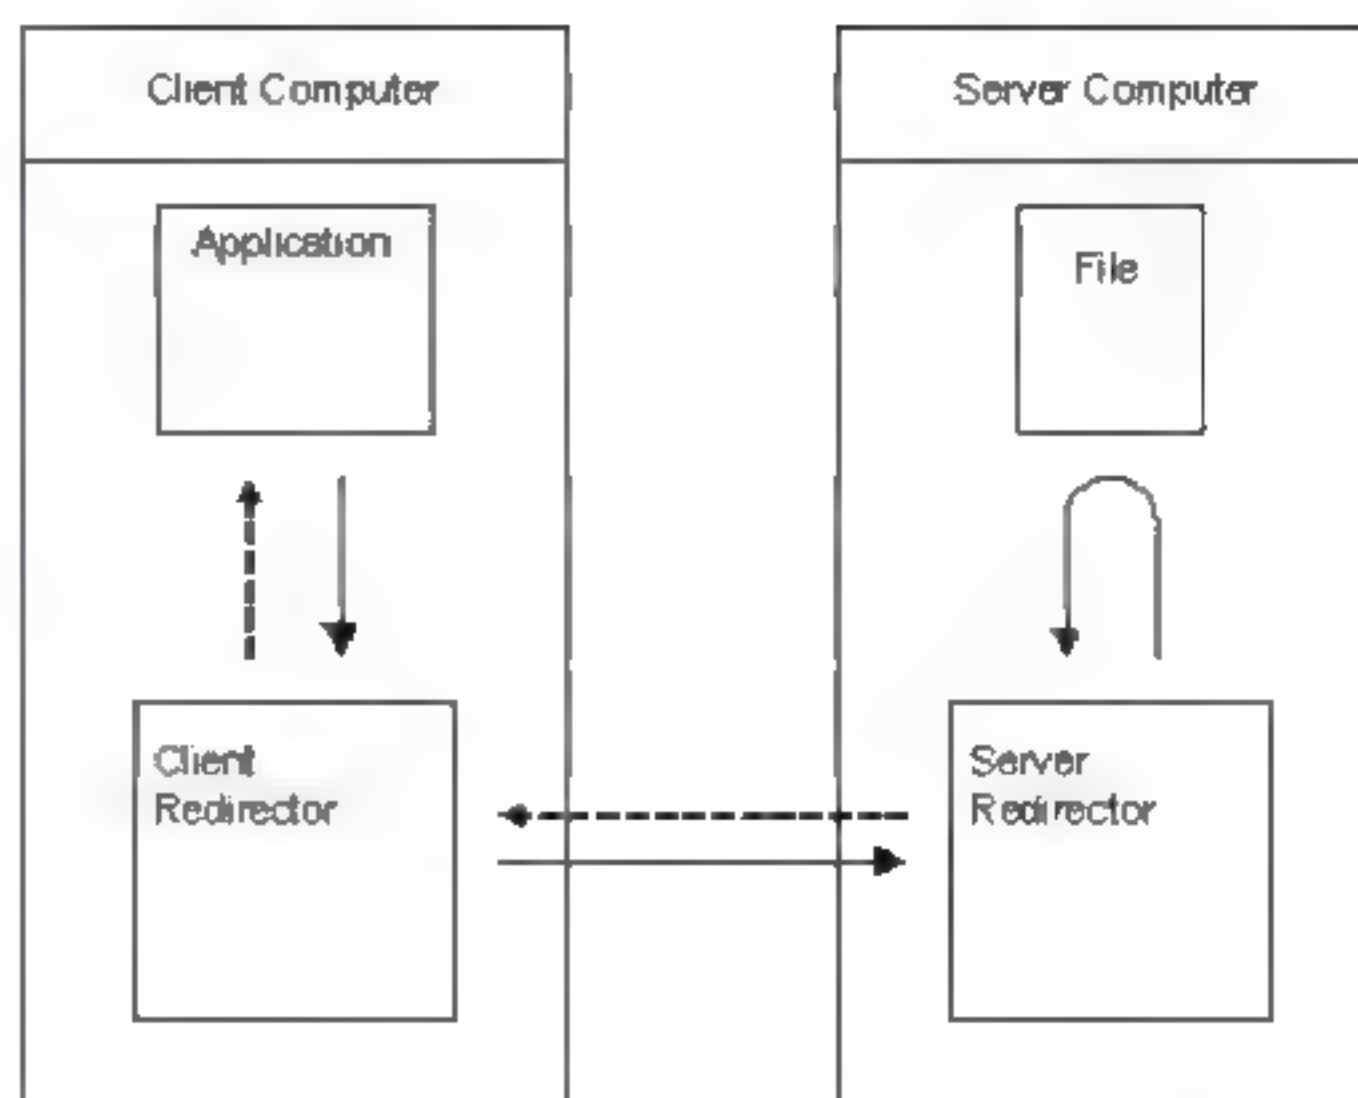 Client Computer
Server Computer
Application
File
Client
Redirector
Server
Redirector